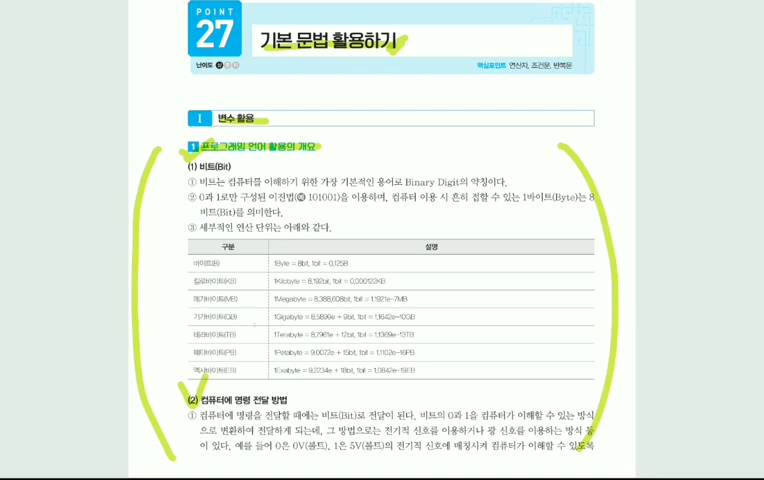 POINT
27
기본 문법 활용하기
난이도 상 중 하
핵심포인트 연산자, 조건문, 반복문
I 변수 활용
1 프로그래밍 언어 활용의 개요
(1) 비트(Bit)
① 비트는 컴퓨터를 이해하기 위한 가장 기본적인 용어로 Binary Digit의 약칭이다.
② 0과 1로만 구성된 이진법(예 101001)을 이용하며, 컴퓨터 이용 시 흔히 접할 수 있는 1바이트(Byte)는 8
비트(Bit)를 의미한다.
③ 세부적인 연산 단위는 아래와 같다.
구분 설명
바이트(B) 1Byte = 8bit, 1bit = 0.125B
킬로바이트(KB) 1Kilobyte = 8,192bit, 1bit = 0.000122KB
메가바이트(MB) 1Megabyte = 8,388,608bit, 1bit = 1.1921e-7MB
기가바이트(GB) 1Gigabyte = 8.5899e + 9bit, 1bit = 1.1642e-10GB
테라바이트(TB) 1Terabyte = 8.7961e + 12bit, 1bit = 1.1369e-13TB
페타바이트(PB) 1Petabyte = 9.0072e + 15bit, 1bit = 1.1102e-16PB
엑사바이트(EB) 1Exabyte = 9.2234e + 18bit, 1bit = 1.0842e-19EB
(2) 컴퓨터에 명령 전달 방법
① 컴퓨터에 명령을 전달할 때에는 비트(Bit)로 전달이 된다. 비트의 0과 1을 컴퓨터가 이해할 수 있는 방식
으로 변환하여 전달하게 되는데, 그 방법으로는 전기적 신호를 이용하거나 광 신호를 이용하는 방식 등
이 있다. 예를 들어 0은 0V(볼트), 1은 5V(볼트)의 전기적 신호에 매칭시켜 컴퓨터가 이해할 수 있도록